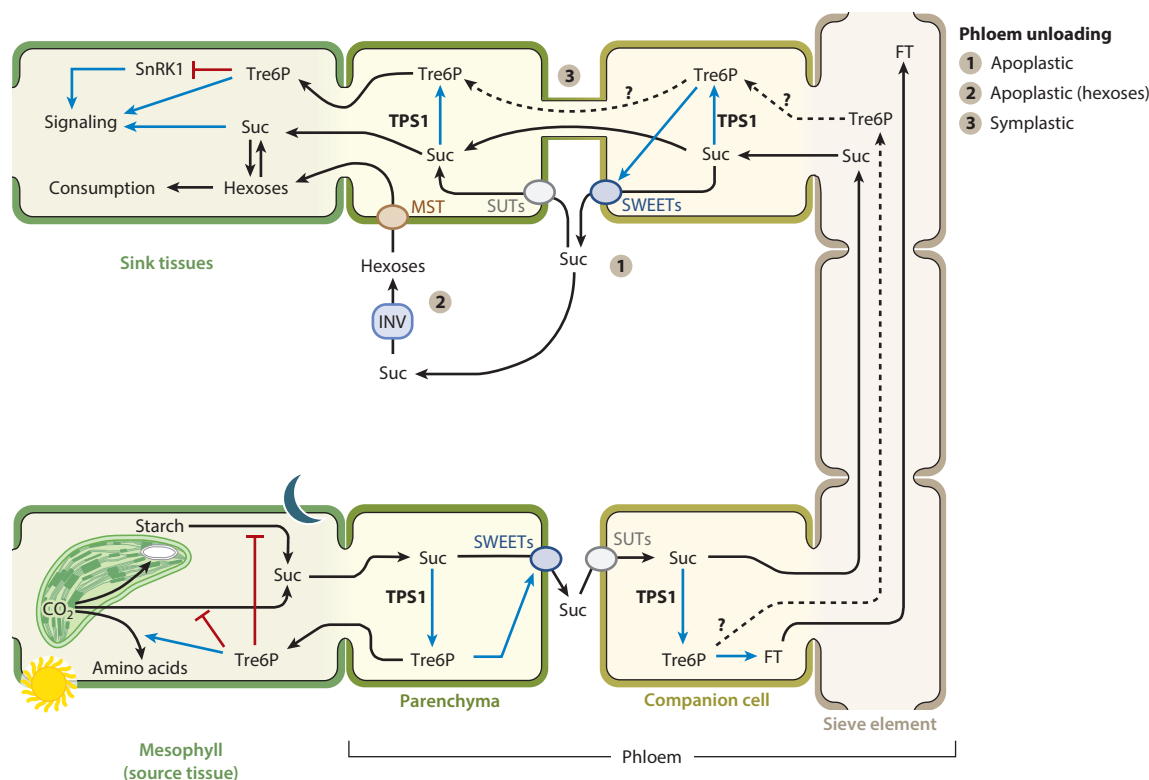 FT
Phloem unloading
1 Apoplastic
2 Apoplastic (hexoses)
3 Symplastic
SnRK1
Tre6P
Tre6P
3
?
Tre6P
?
Tre6P
Signaling
Suc
TPS1
TPS1
Suc
Suc
Suc
Consumption
Hexoses
MST
SUTs
SWEETs
Sink tissues
Hexoses
Suc
1
2
INV
Suc
Starch
Suc
Suc
SWEETs
SUTs
Suc
CO2
TPS1
Suc
TPS1
?
Amino acids
Tre6P
Tre6P
Tre6P
FT
Parenchyma
Companion cell
Sieve element
Mesophyll
(source tissue)
Phloem